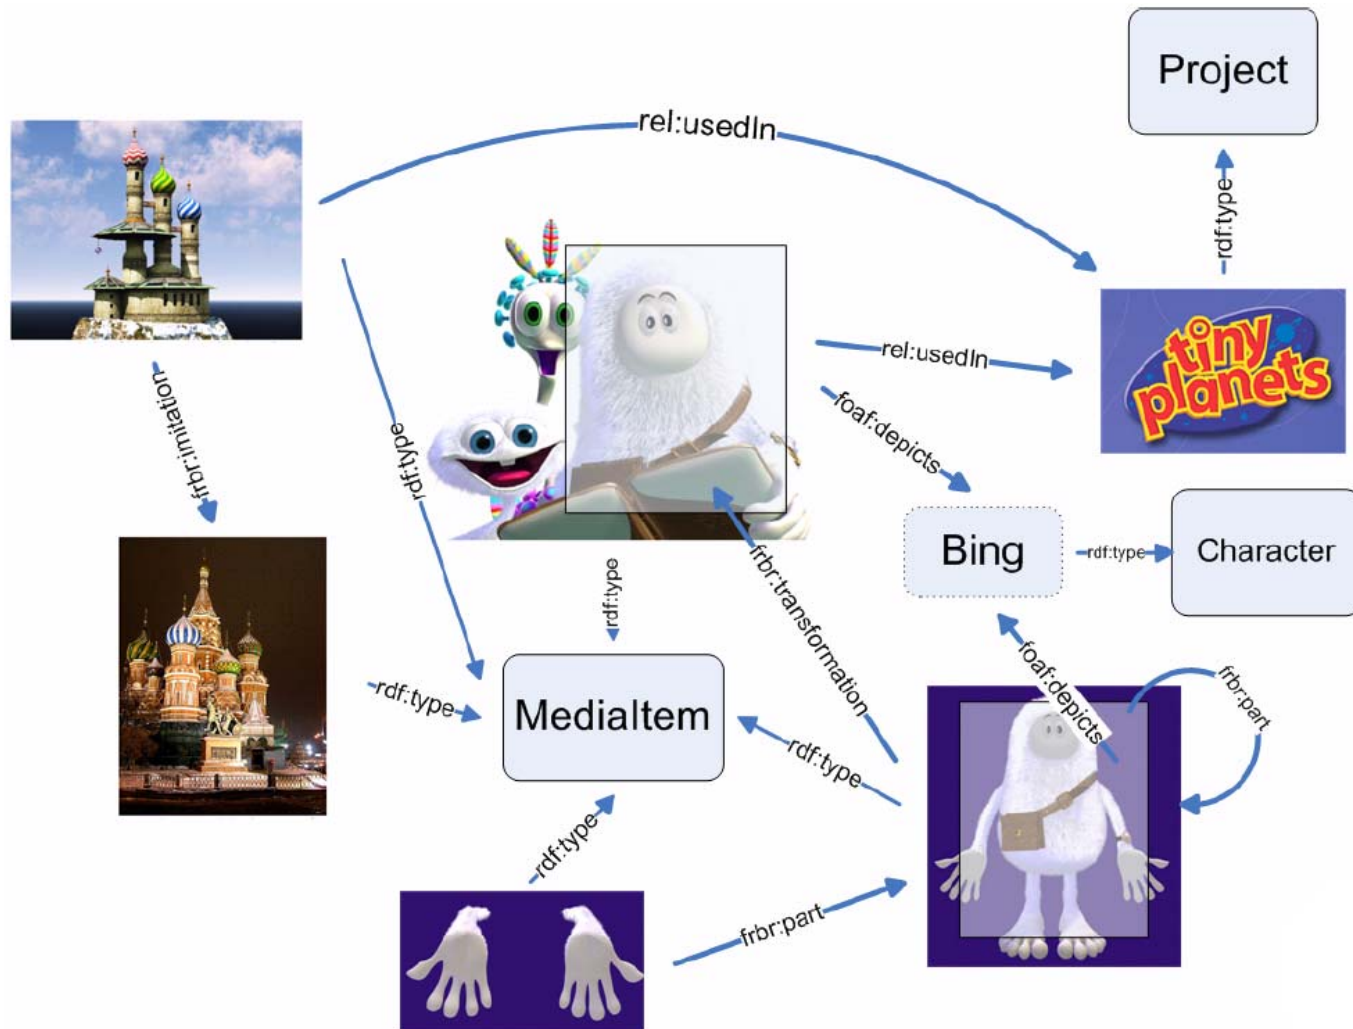 Project
rel:usedIn
rdf:type
tiny
planets
rel:usedIn
frbr:imitation
rdf:type
foaf:depicts
Bing
rdf:type
Character
rdf:type
frbr:transformation
foaf:depicts
frbr:part
rdf:type
MediaItem
rdf:type
rdf:type
frbr:part